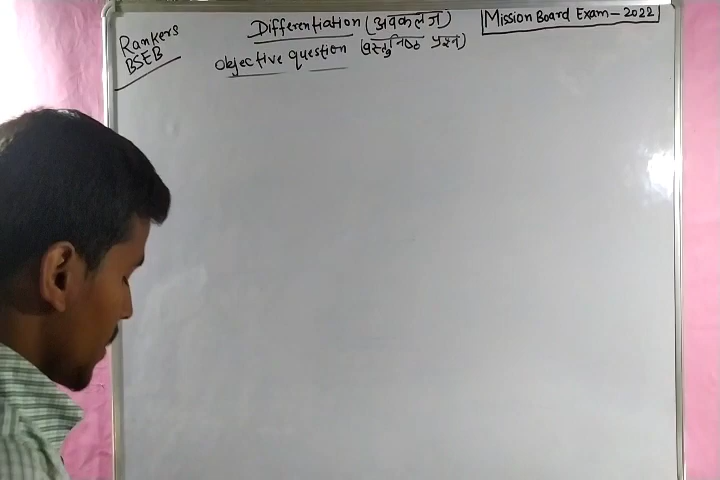 Rankers
BSEB
Differentiation (अवकलज)
Objective question (वस्तुनिष्ठ प्रश्न)
Mission Board Exam - 2022